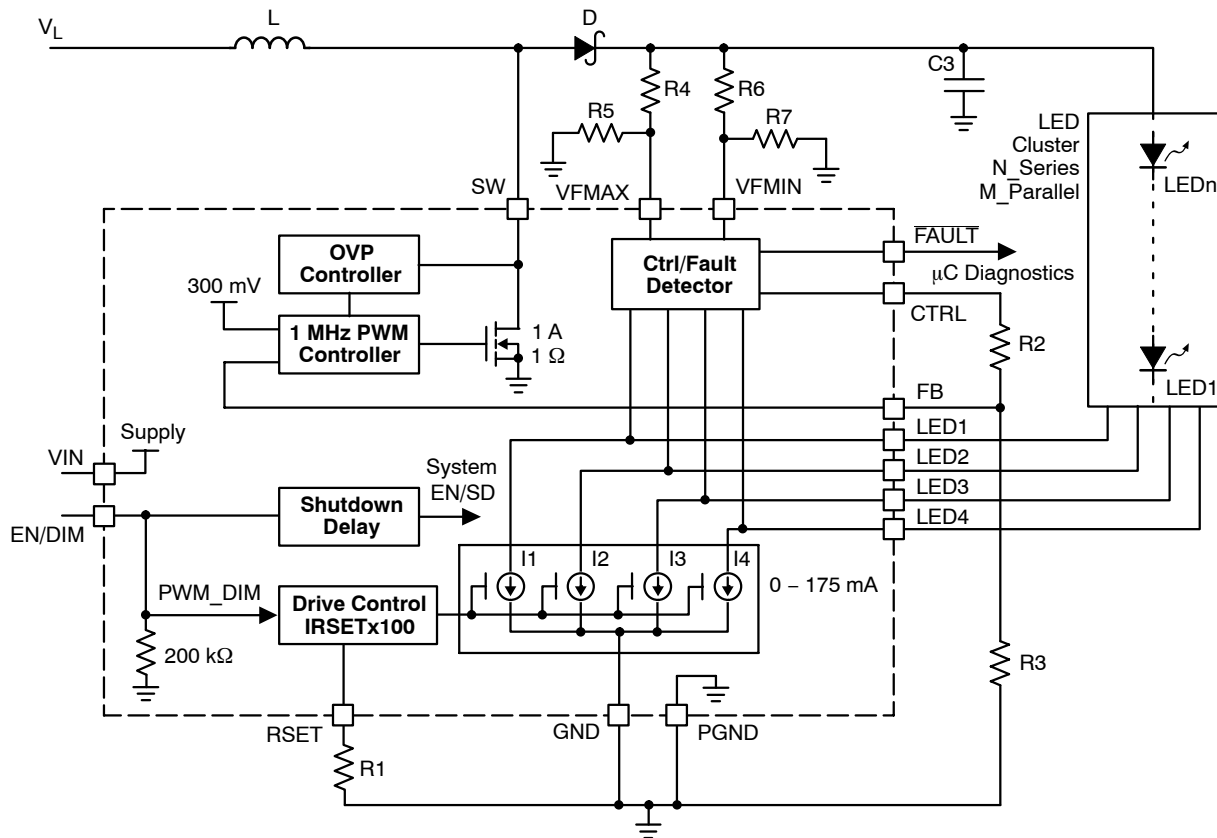 V_L
L
D
R4
R6
C3
R5
R7
LED
Cluster
N_Series
M_Parallel
LEDn
LED1
SW
VFMAX
VFMIN
OVP
Controller
300 mV
1 MHz PWM
Controller
1 A
1 Ω
Ctrl/Fault
Detector
FAULT
μC Diagnostics
CTRL
R2
FB
LED1
LED2
LED3
LED4
Supply
VIN
EN/DIM
System
EN/SD
Shutdown
Delay
PWM_DIM
Drive Control
IRSETx100
I1
I2
I3
I4
0 – 175 mA
200 kΩ
R3
RSET
GND
PGND
R1